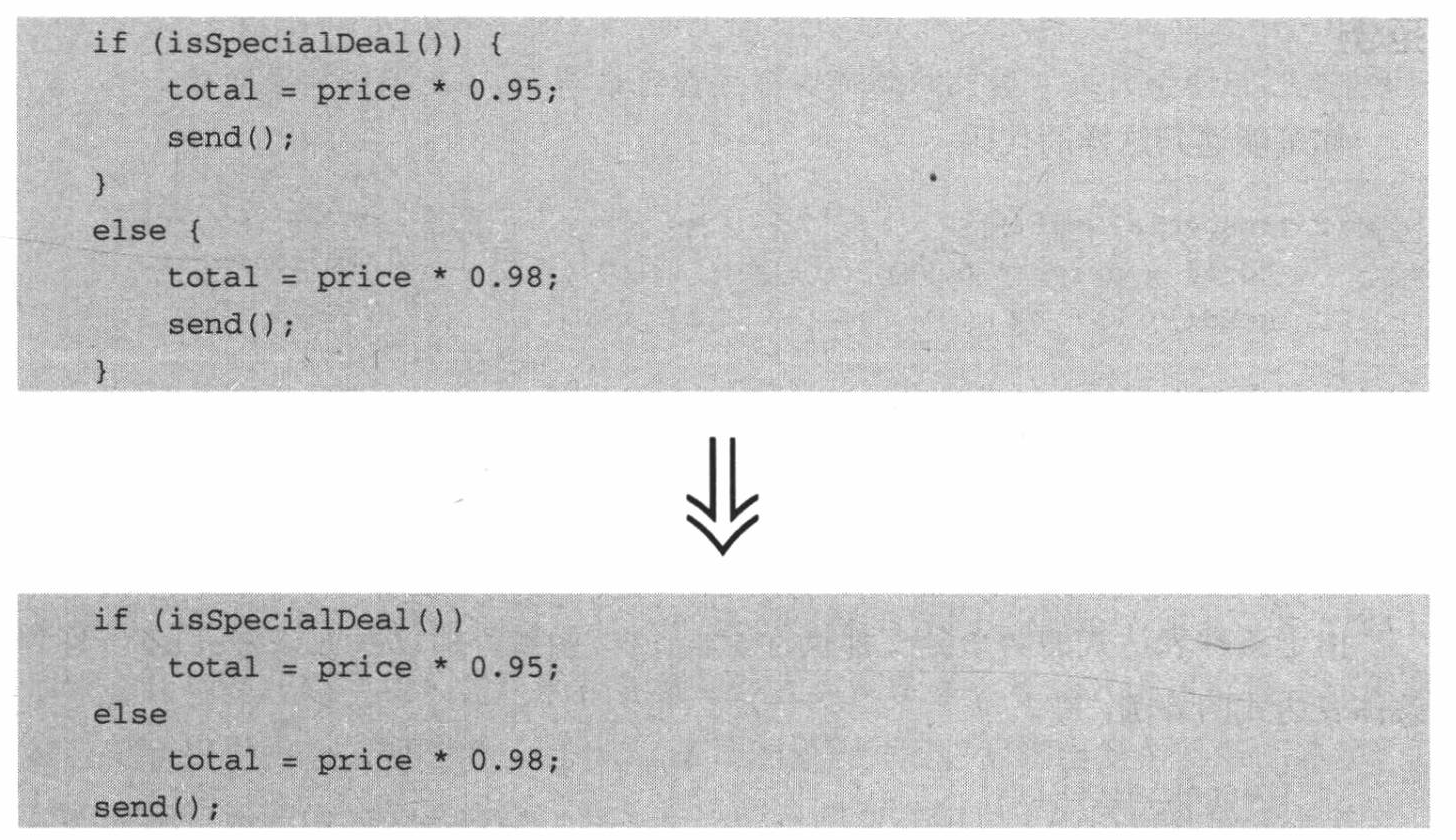 if (isSpecialDeal()) {
    total = price * 0.95;
    send();
}
else {
    total = price * 0.98;
    send();
}
if (isSpecialDeal())
    total = price * 0.95;
else
    total = price * 0.98;
send();